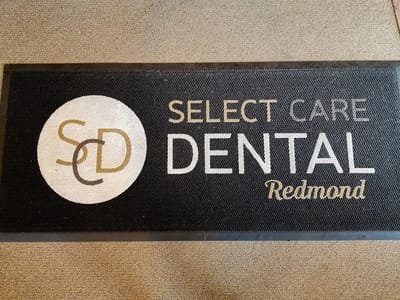 SCD
SELECT CARE
DENTAL
Redmond